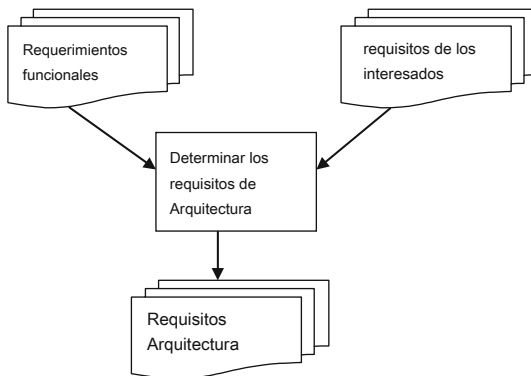 Requerimientos
funcionales
requisitos de los
interesados
Determinar los
requisitos de
Arquitectura
Requisitos
Arquitectura